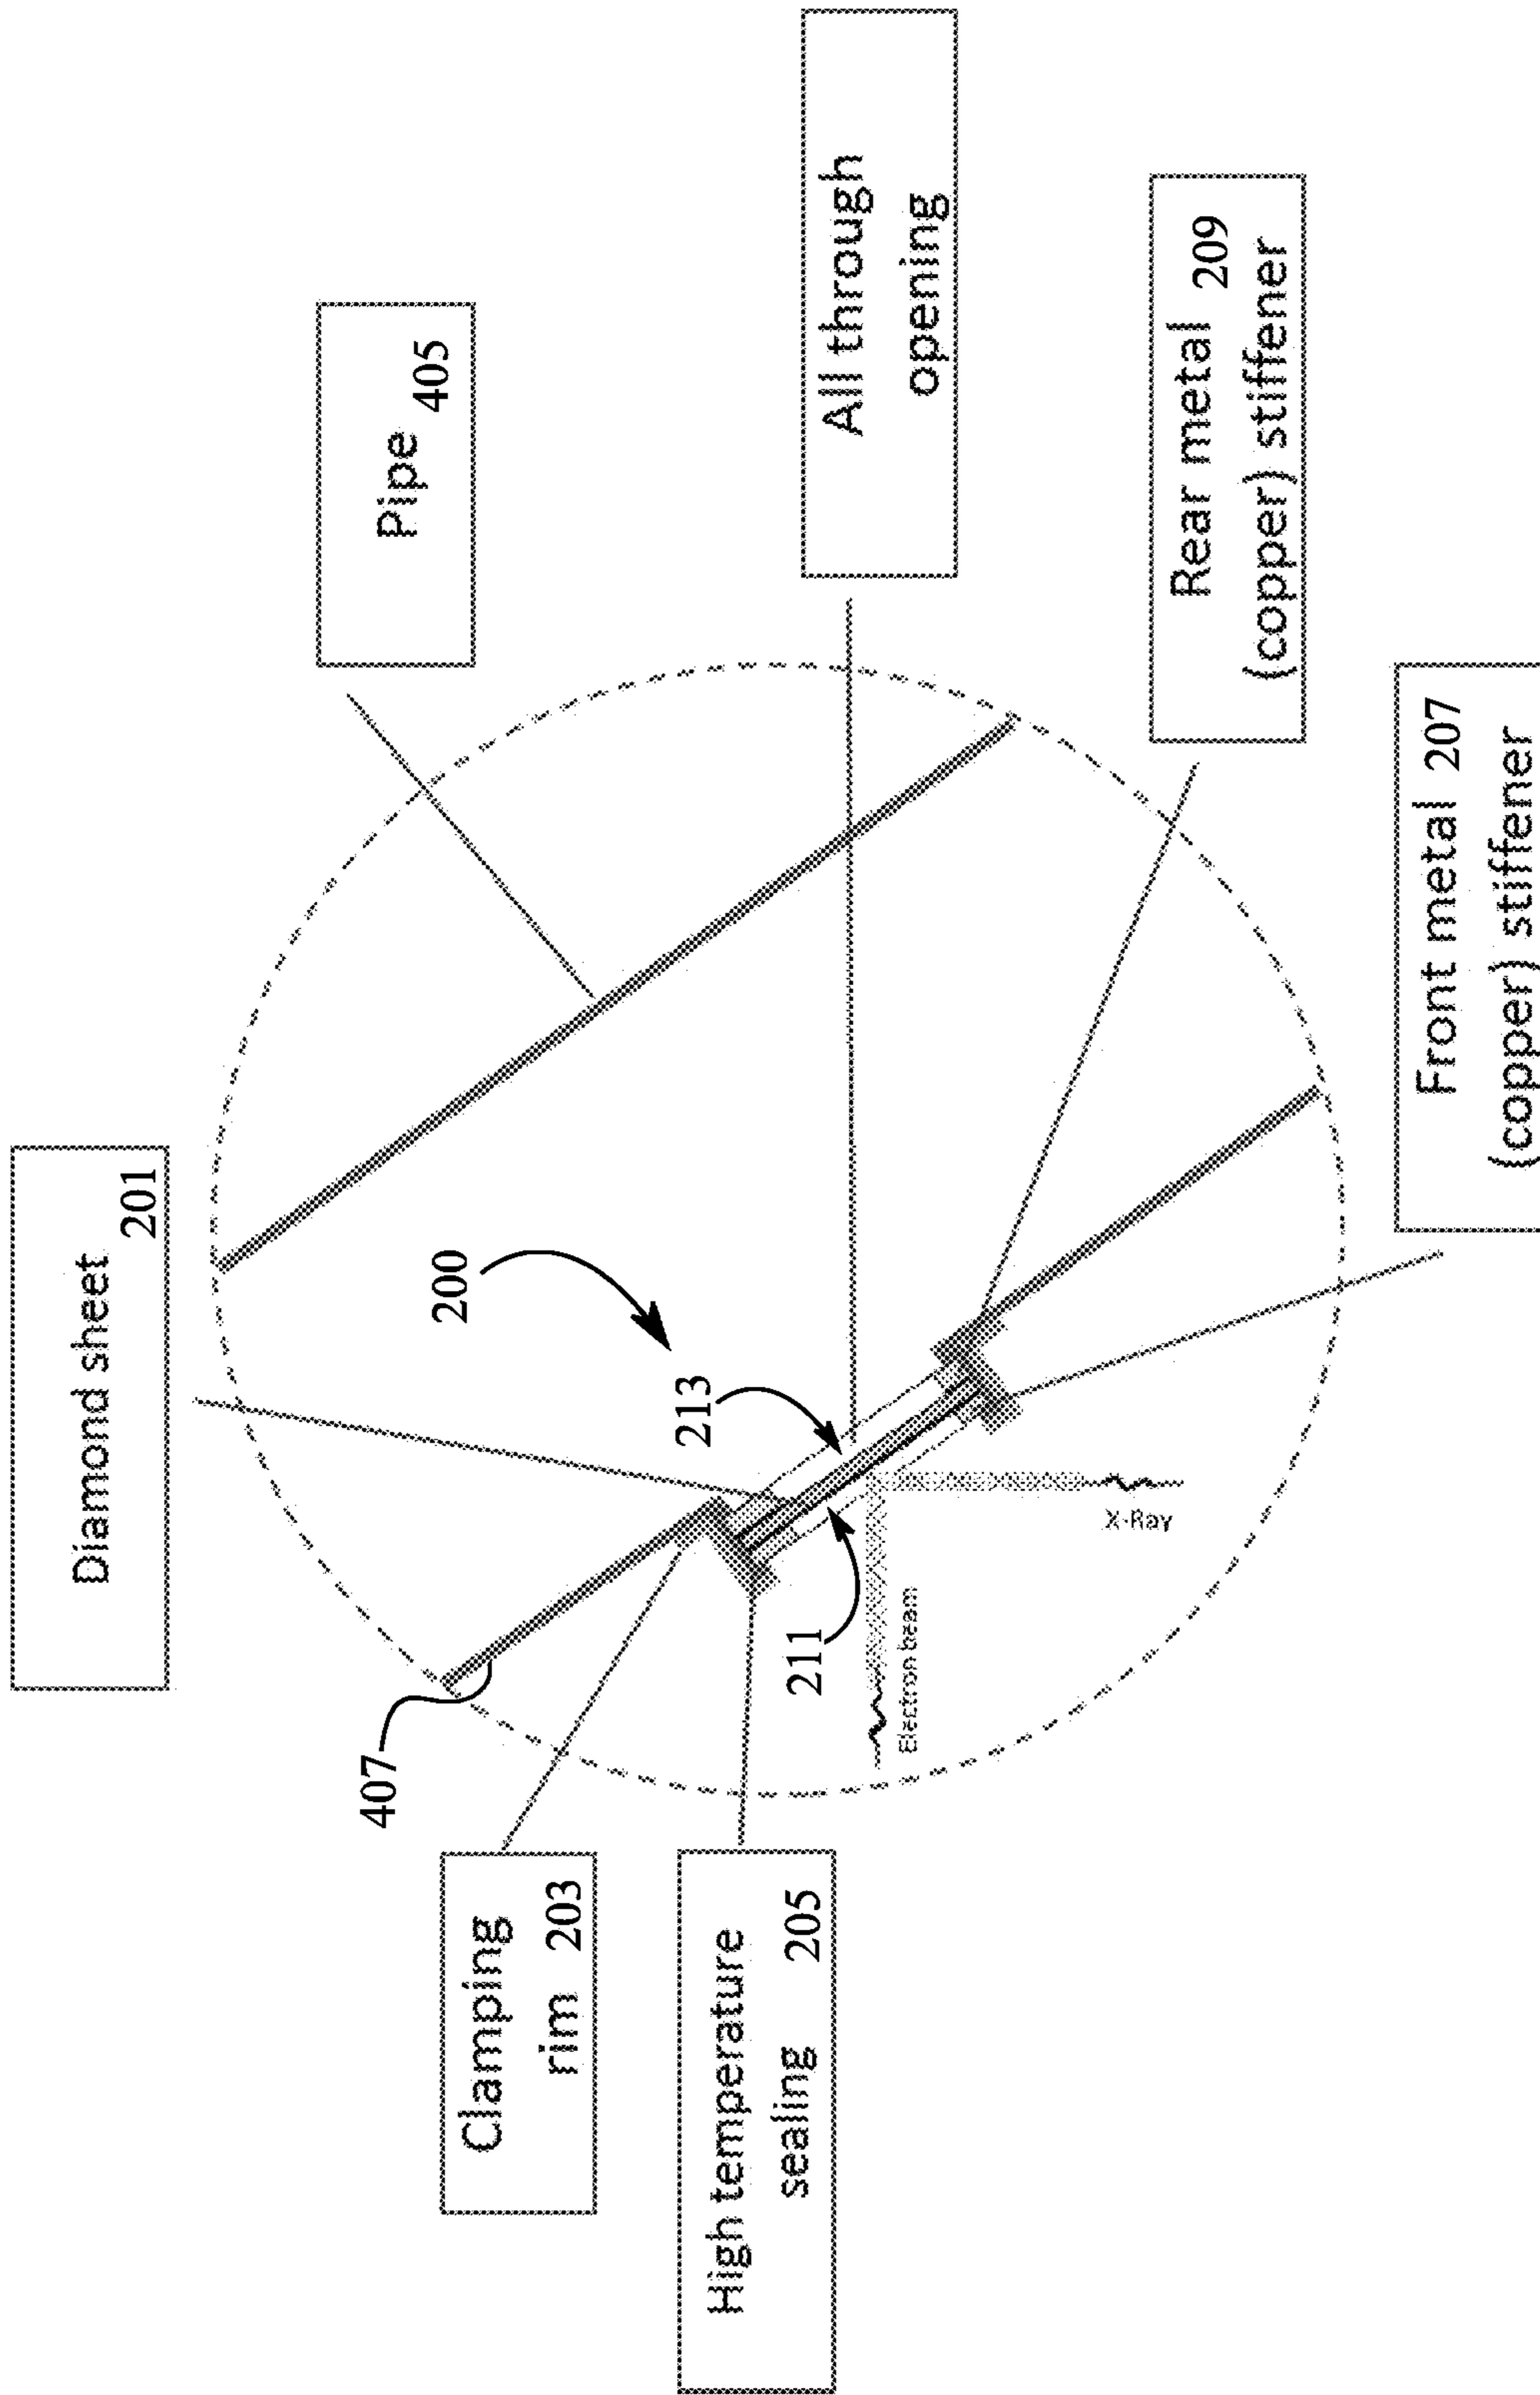 Diamond sheet
201
Pipe 405
Clamping
rim 203
407
200
High temperature
sealing 205
213
211
All through
opening
Electron beam
X-Ray
Rear metal 209
(copper) stiffener
Front metal 207
(copper) stiffener